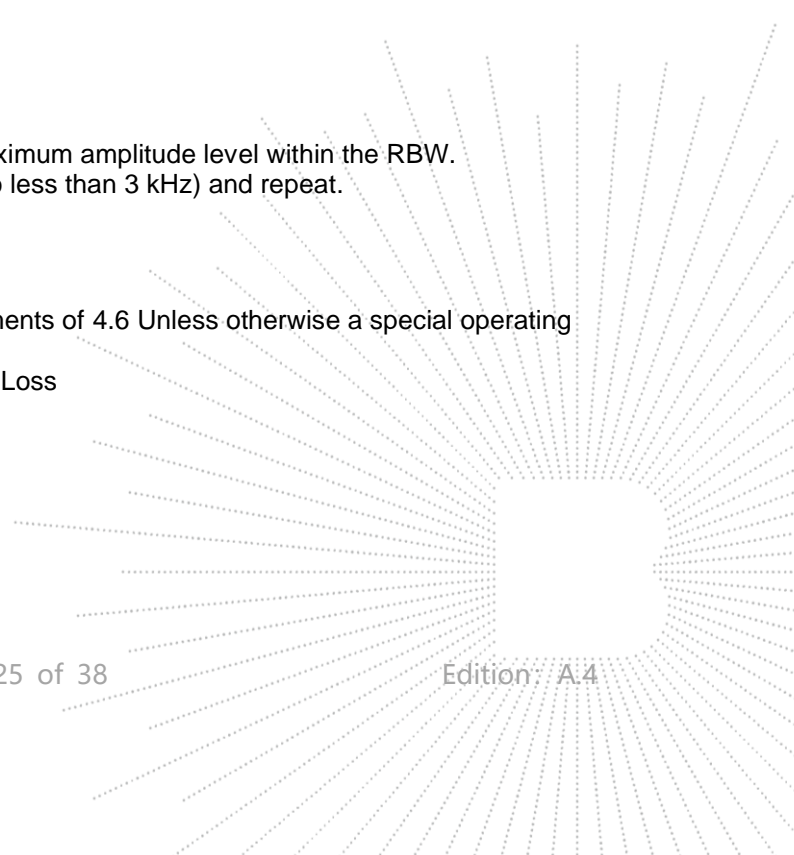 ximum amplitude level within the RBW.
less than 3 kHz) and repeat.
ents of 4.6 Unless otherwise a special operating
Loss
25 of 38 Edition: A.4